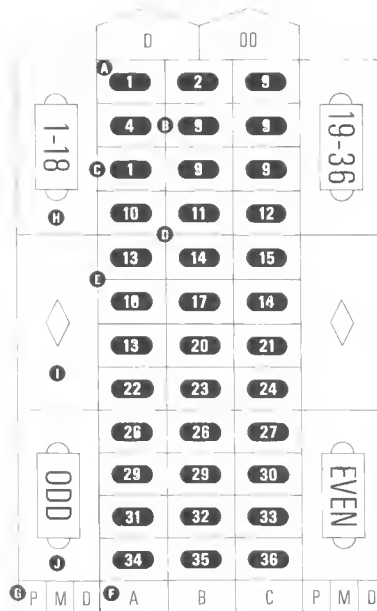 0 00
A
1 2 9
4 B 9 9
1-18 19-36
C 1 9 9
H 10 11 12
D
13 14 15
E
16 17 14
13 20 21
I 22 23 24
26 26 27
ODD EVEN
29 29 30
31 32 33
J 34 35 36
G P M D F A B C P M D